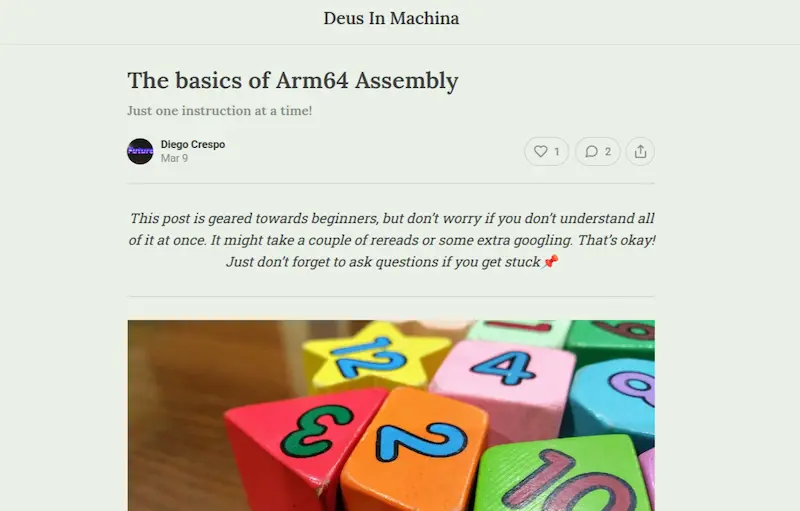 Deus In Machina
The basics of Arm64 Assembly
Just one instruction at a time!
Future
Diego Crespo
Mar 9
1
2
This post is geared towards beginners, but don’t worry if you don’t understand all
of it at once. It might take a couple of rereads or some extra googling. That’s okay!
Just don’t forget to ask questions if you get stuck📌
12
4
1
6
3
2
10